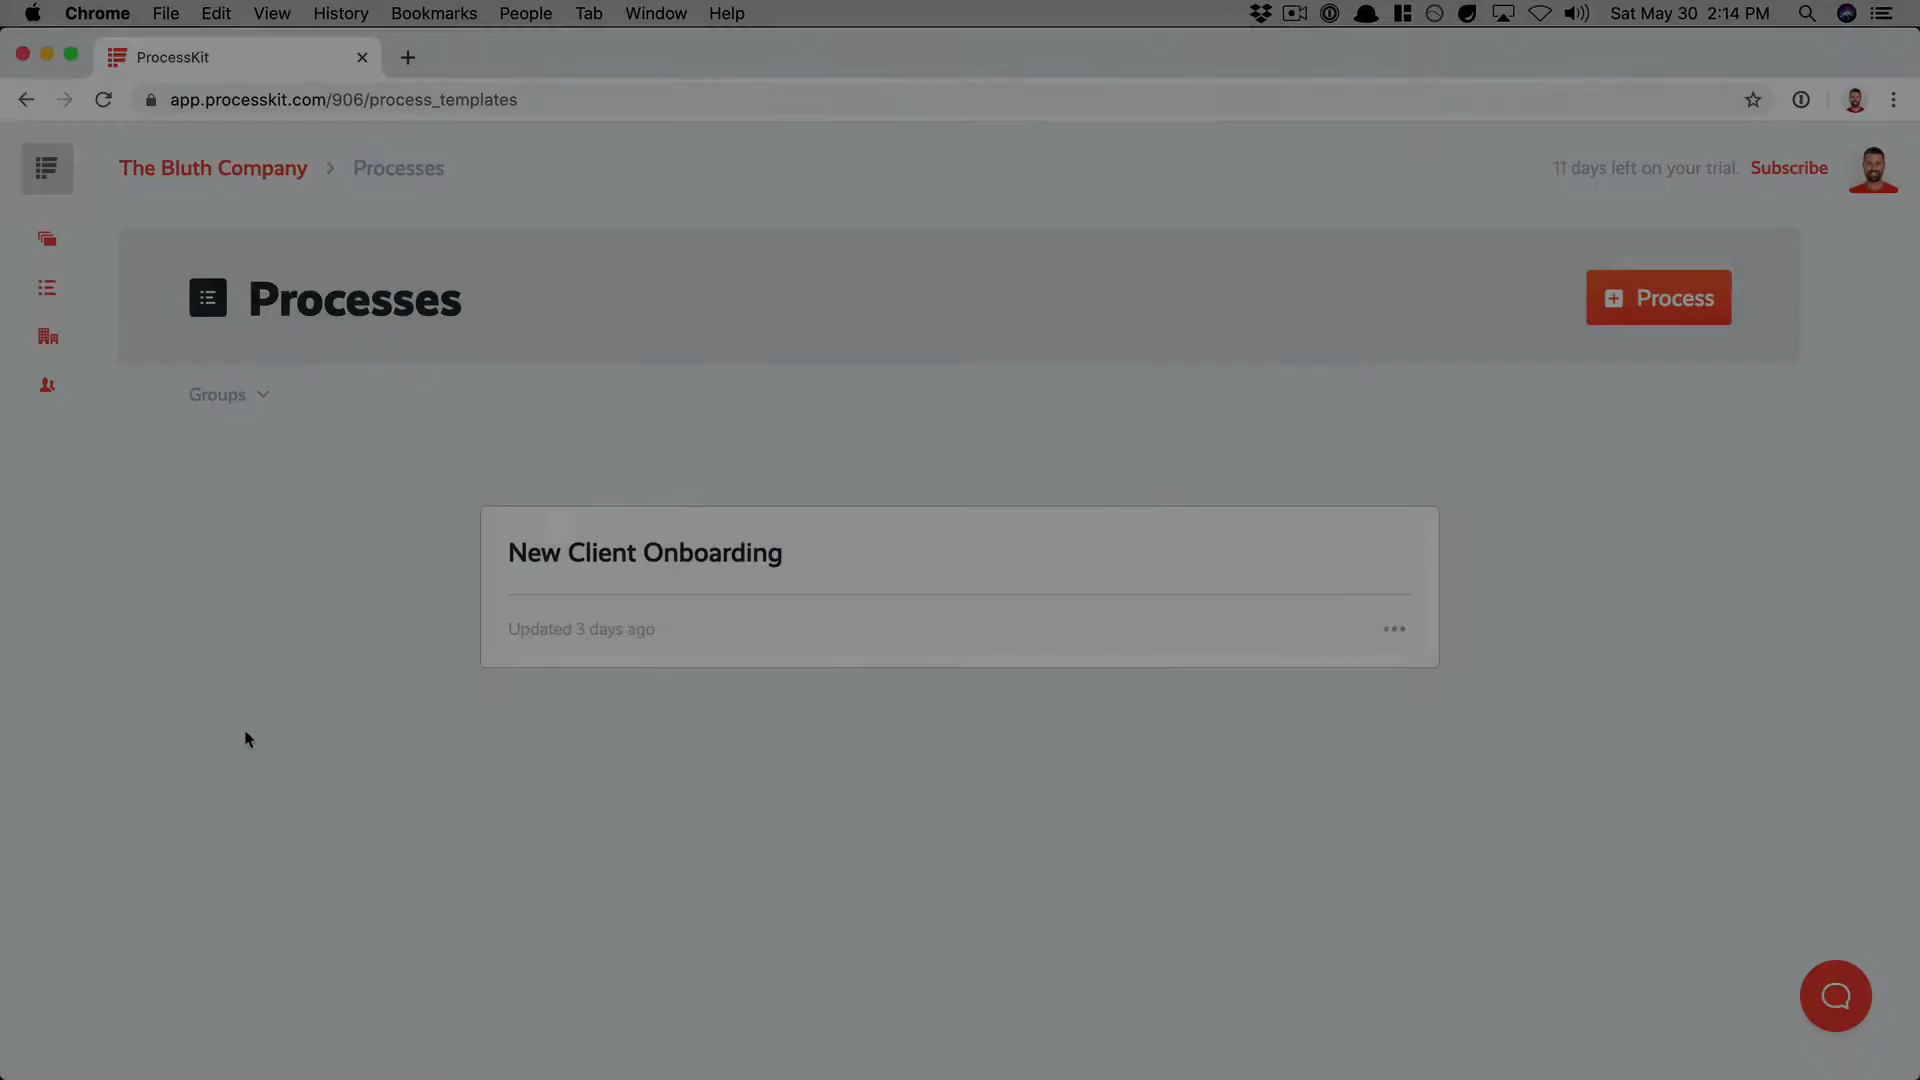 Chrome File Edit View History Bookmarks People Tab Window Help Sat May 30 2:14 PM
ProcessKit
app.processkit.com/906/process_templates
The Bluth Company Processes 11 days left on your trial. Subscribe
Processes Process
Groups
New Client Onboarding
Updated 3 days ago